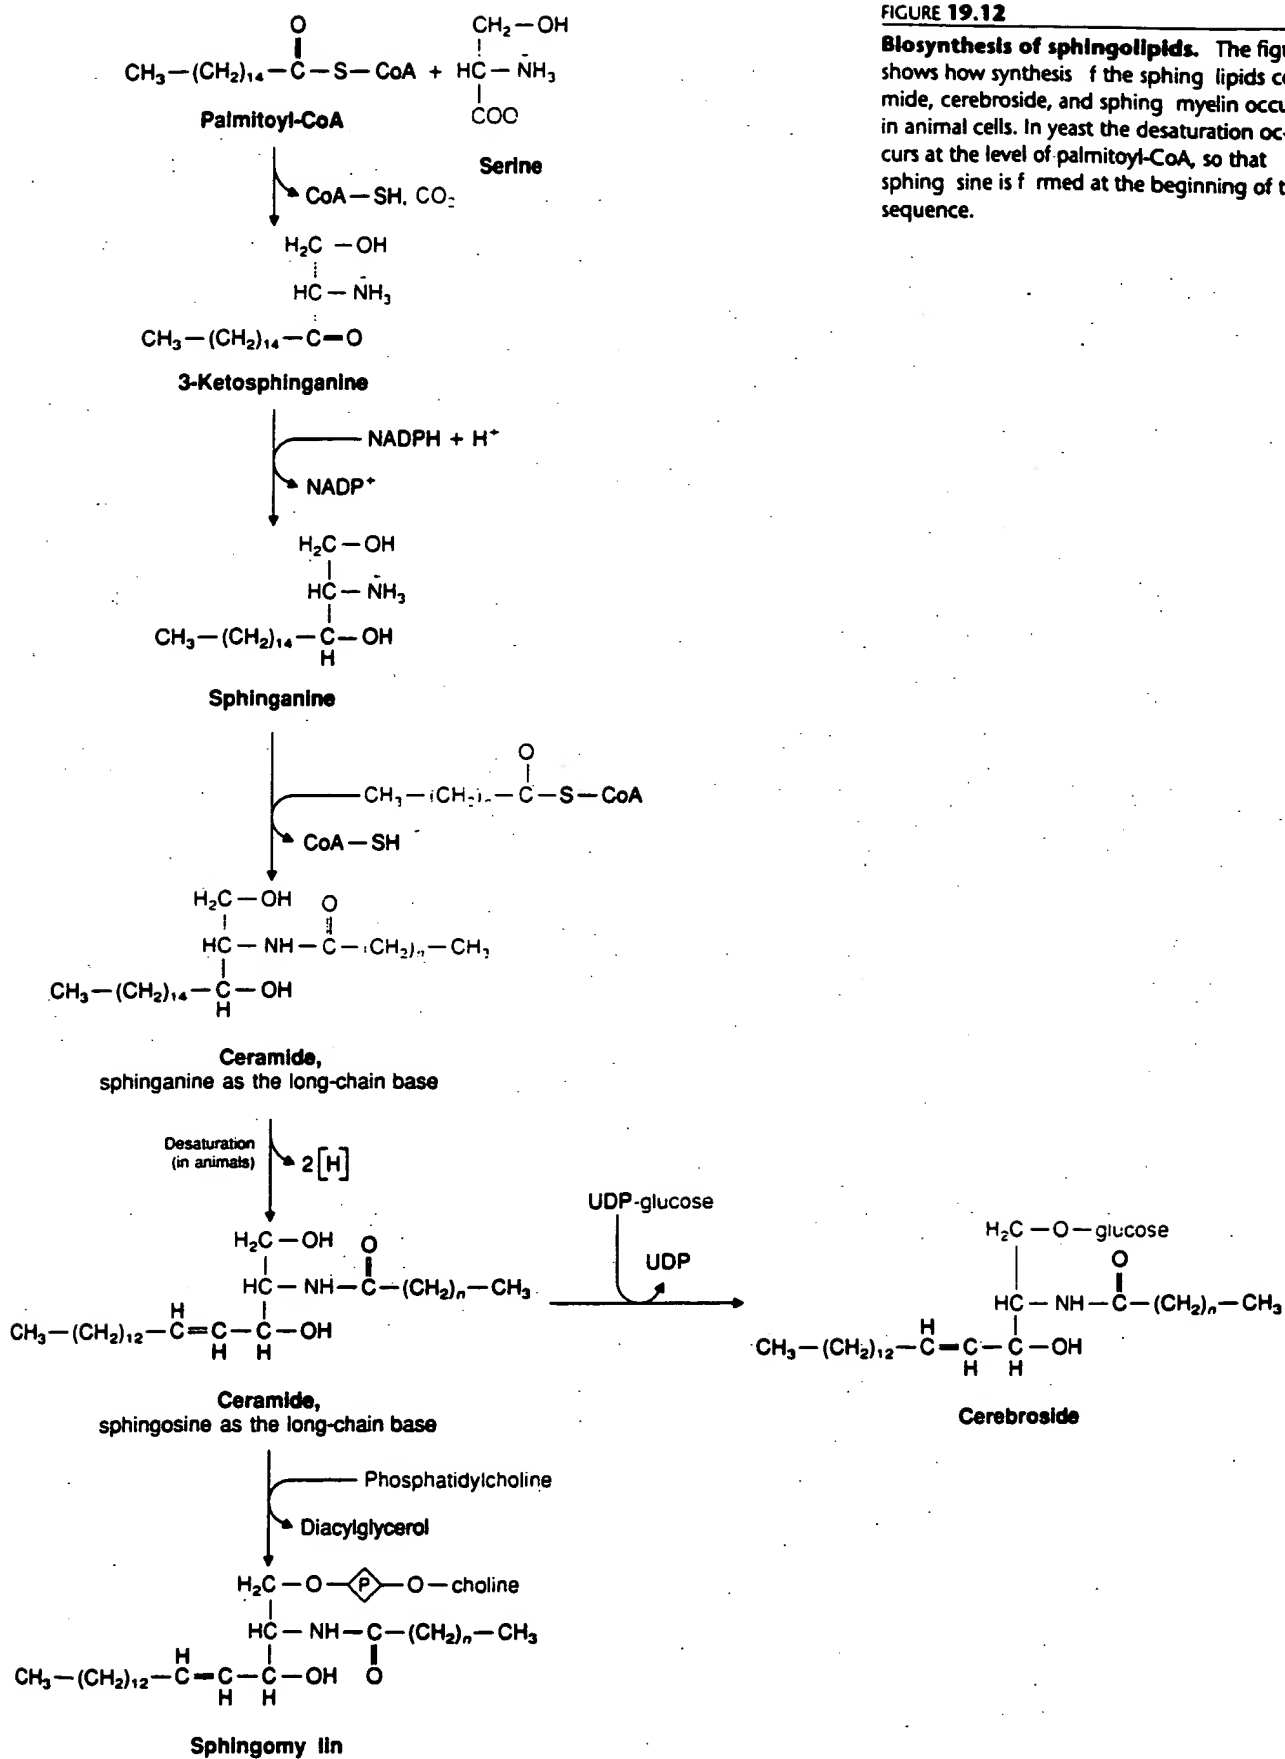 FIGURE 19.12
Biosynthesis of sphingolipids. The figu
shows how synthesis f the sphing lipids c
mide, cerebroside, and sphing myelin occu
in animal cells. In yeast the desaturation oc-
curs at the level of palmitoyl-CoA, so that
sphing sine is f rmed at the beginning of t
sequence.
O
CH₂—OH
CH₃—(CH₂)₁₄—C—S—CoA + HC—NH₃
Palmitoyl-CoA
COO
Serine
CoA—SH, CO₂
H₂C—OH
HC—NH₃
CH₃—(CH₂)₁₄—C=O
3-Ketosphinganine
NADPH + H⁺
NADP⁺
H₂C—OH
HC—NH₃
CH₃—(CH₂)₁₄—C—OH
H
Sphinganine
O
CH₃—(CH₂)ₙ—C—S—CoA
CoA—SH
H₂C—OH O
HC—NH—C—(CH₂)ₙ—CH₃
CH₃—(CH₂)₁₄—C—OH
H
Ceramide,
sphinganine as the long-chain base
Desaturation
(in animals)
2[H]
H₂C—OH O
HC—NH—C—(CH₂)ₙ—CH₃
H
CH₃—(CH₂)₁₂—C=C—C—OH
H H
Ceramide,
sphingosine as the long-chain base
UDP-glucose
UDP
H₂C—O—glucose
O
HC—NH—C—(CH₂)ₙ—CH₃
H
CH₃—(CH₂)₁₂—C=C—C—OH
H H
Cerebroside
Phosphatidylcholine
Diacylglycerol
H₂C—O—P—O—choline
HC—NH—C—(CH₂)ₙ—CH₃
H
CH₃—(CH₂)₁₂—C=C—C—OH O
H H
Sphingomy lin